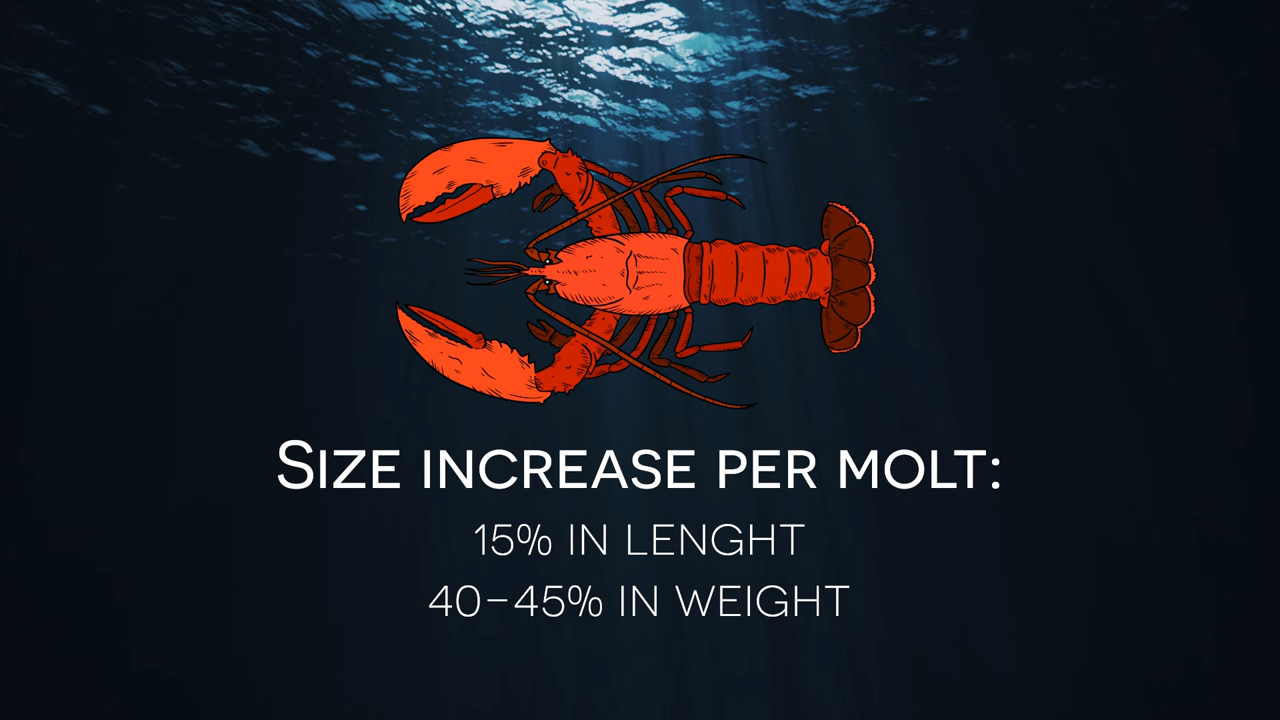 Size increase per molt:
15% in lenght
40–45% in weight